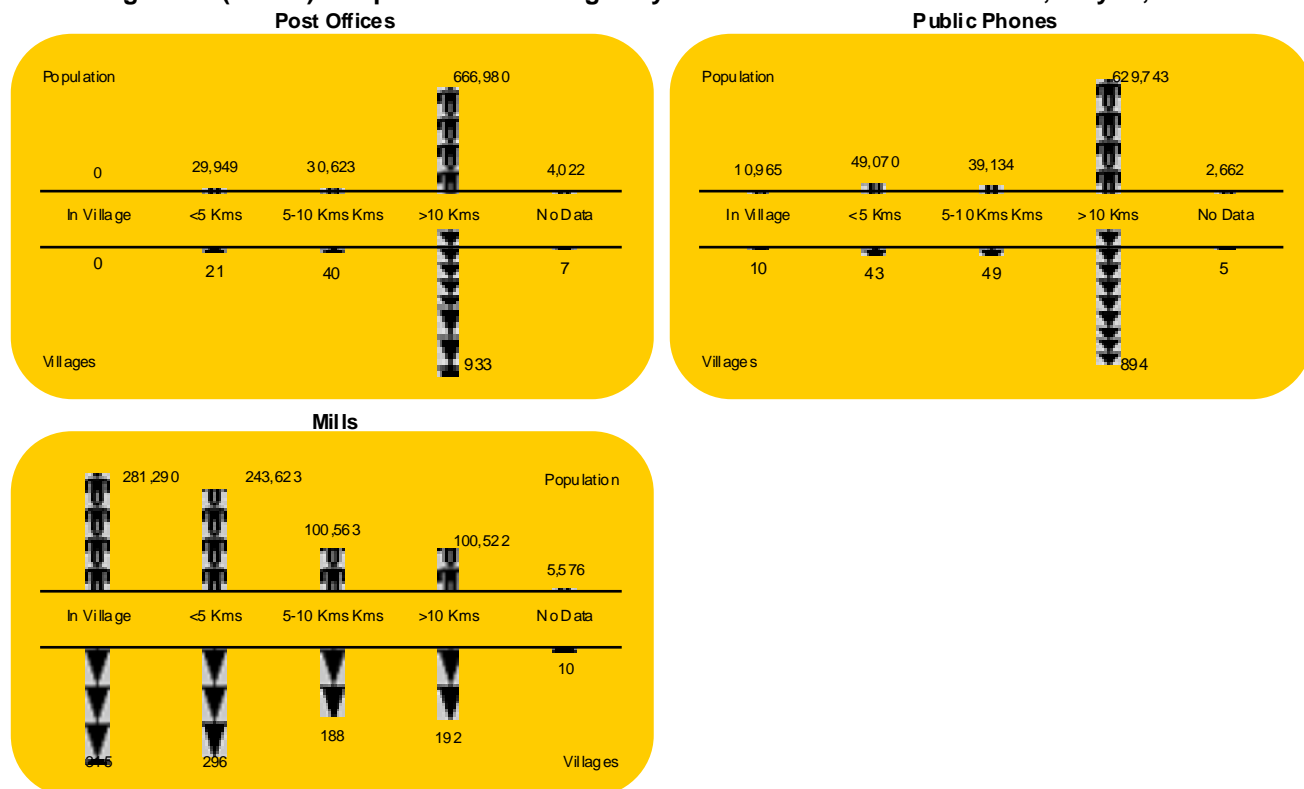 Post Offices
Population
666,980
0
29,949
30,623
4,022
In Village
<5 Kms
5-10 Kms Kms
>10 Kms
No Data
0
21
40
7
933
Villages
Public Phones
Population
629,743
10,965
49,070
39,134
2,662
In Village
<5 Kms
5-10 Kms Kms
>10 Kms
No Data
10
43
49
5
894
Villages
Mills
281,290
243,623
Population
100,563
100,522
5,576
In Village
<5 Kms
5-10 Kms Kms
>10 Kms
No Data
10
188
192
315
296
Villages